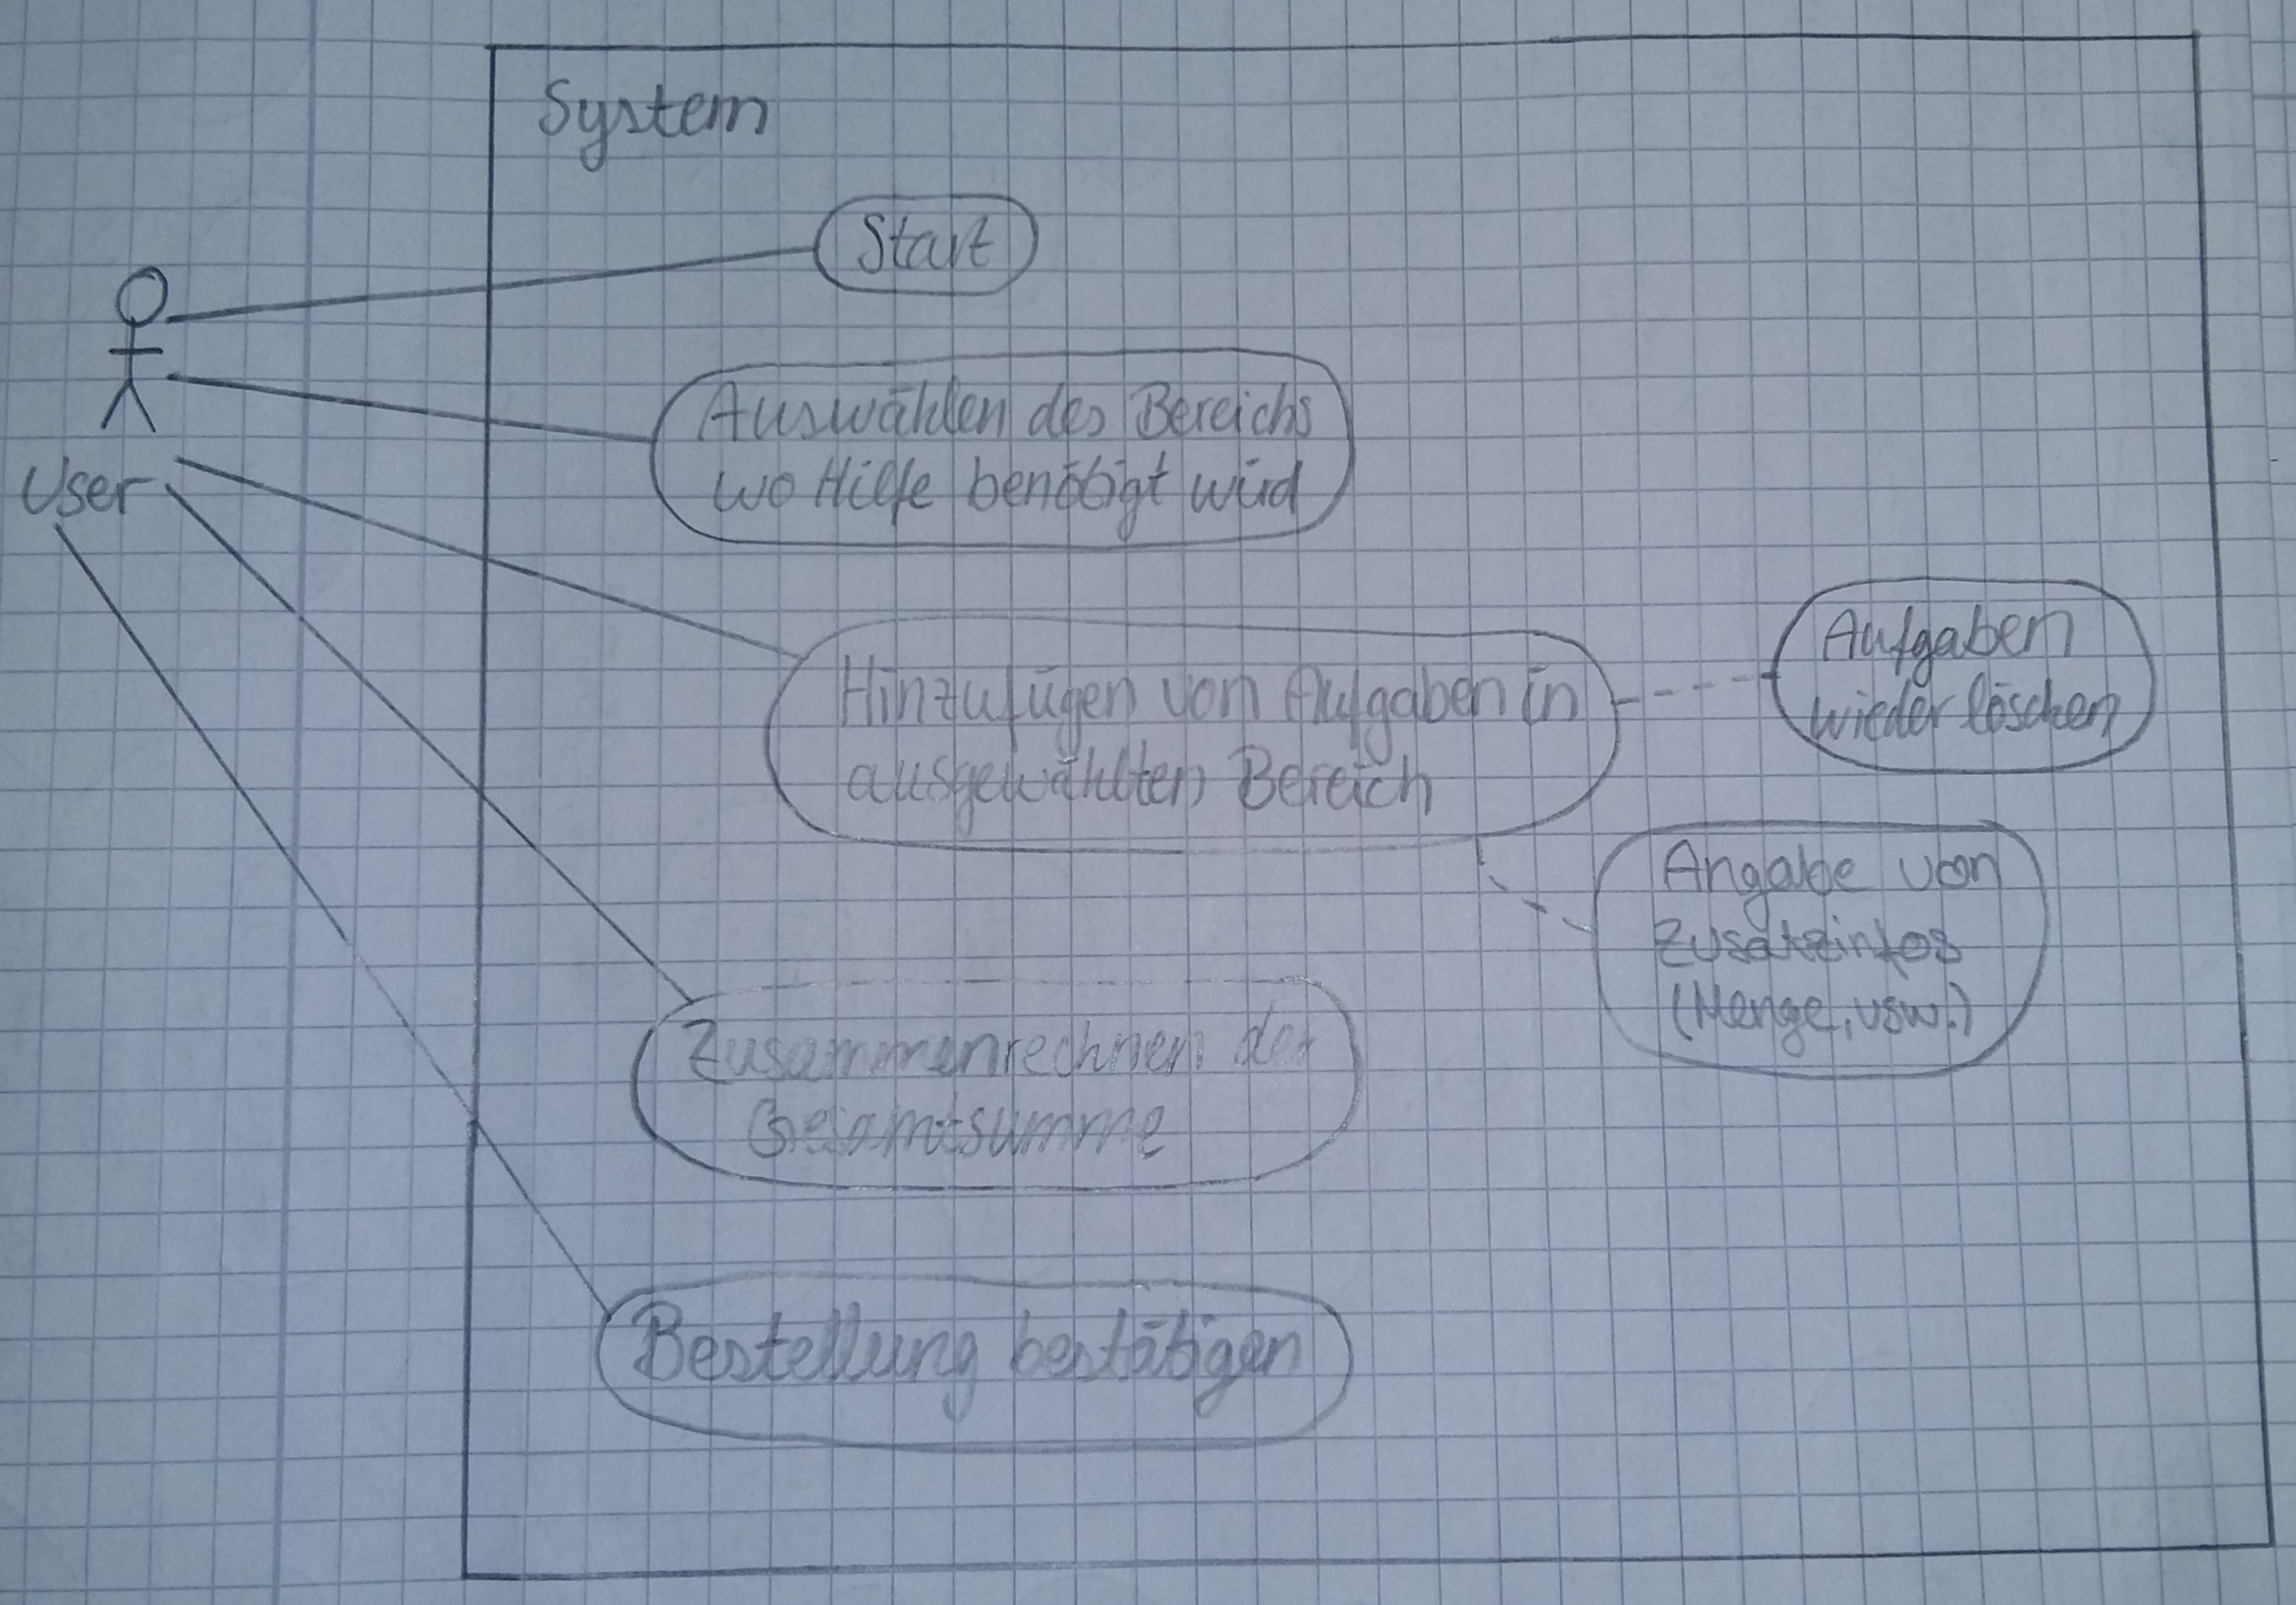 System
Start
User
Auswählen des Bereichs
wo Hilfe benötigt wird
Hinzufügen von Aufgaben in
ausgewählten Bereich
Aufgaben
wieder löschen
Angabe von
Zusatzinfos
(Menge, usw.)
Zusammenrechnen der
Gesamtsumme
Bestellung bestätigen